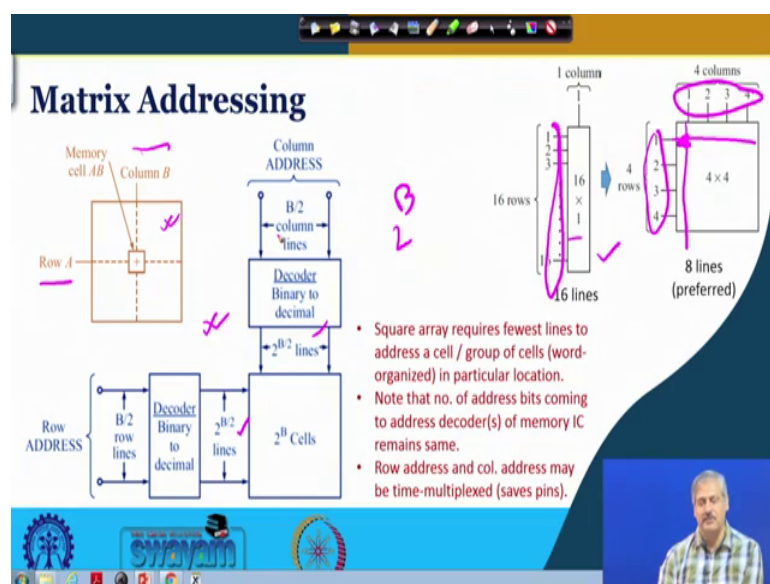 Matrix Addressing
Memory
cell AB
Column B
Row A
Column
ADDRESS
B/2
column
lines
Decoder
Binary to
decimal
2^{B/2} lines
Row
ADDRESS
B/2
row
lines
Decoder
Binary
to
decimal
2^{B/2}
lines
2^B Cells
B
2
1 column
1
1
2
3
16 rows
16
×
1
16 lines
4 columns
1 2 3 4
4
rows
1
2
3
4
4 × 4
8 lines
(preferred)
• Square array requires fewest lines to
address a cell / group of cells (word-
organized) in particular location.
• Note that no. of address bits coming
to address decoder(s) of memory IC
remains same.
• Row address and col. address may
be time-multiplexed (saves pins).
swayam